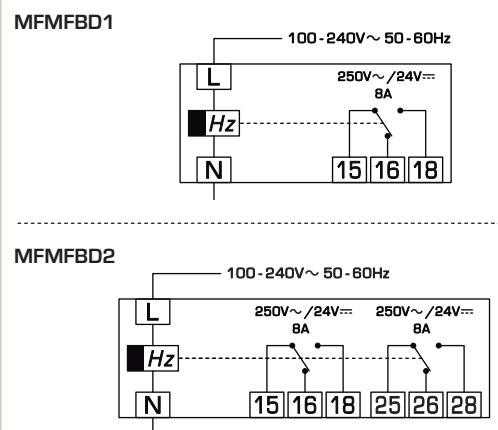 MFMFBD1
100-240V~ 50-60Hz
L
250V~/24V⎓
8A
Hz
N
15 16 18
MFMFBD2
100-240V~ 50-60Hz
L
250V~/24V⎓ 250V~/24V⎓
8A 8A
Hz
N
15 16 18 25 26 28